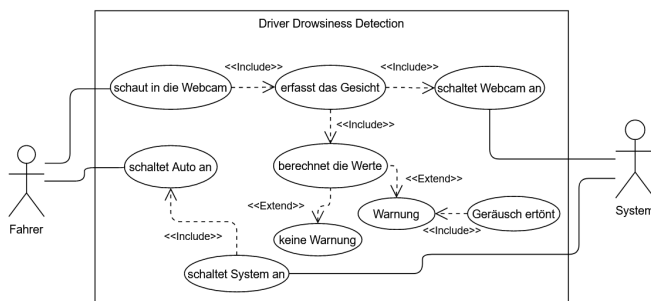 Driver Drowsiness Detection
<<Include>>
<<Include>>
schaut in die Webcam
erfasst das Gesicht
schaltet Webcam an
<<Include>>
schaltet Auto an
berechnet die Werte
<<Extend>>
<<Extend>>
Warnung
Geräusch ertönt
Fahrer
System
<<Include>>
<<Include>>
keine Warnung
schaltet System an